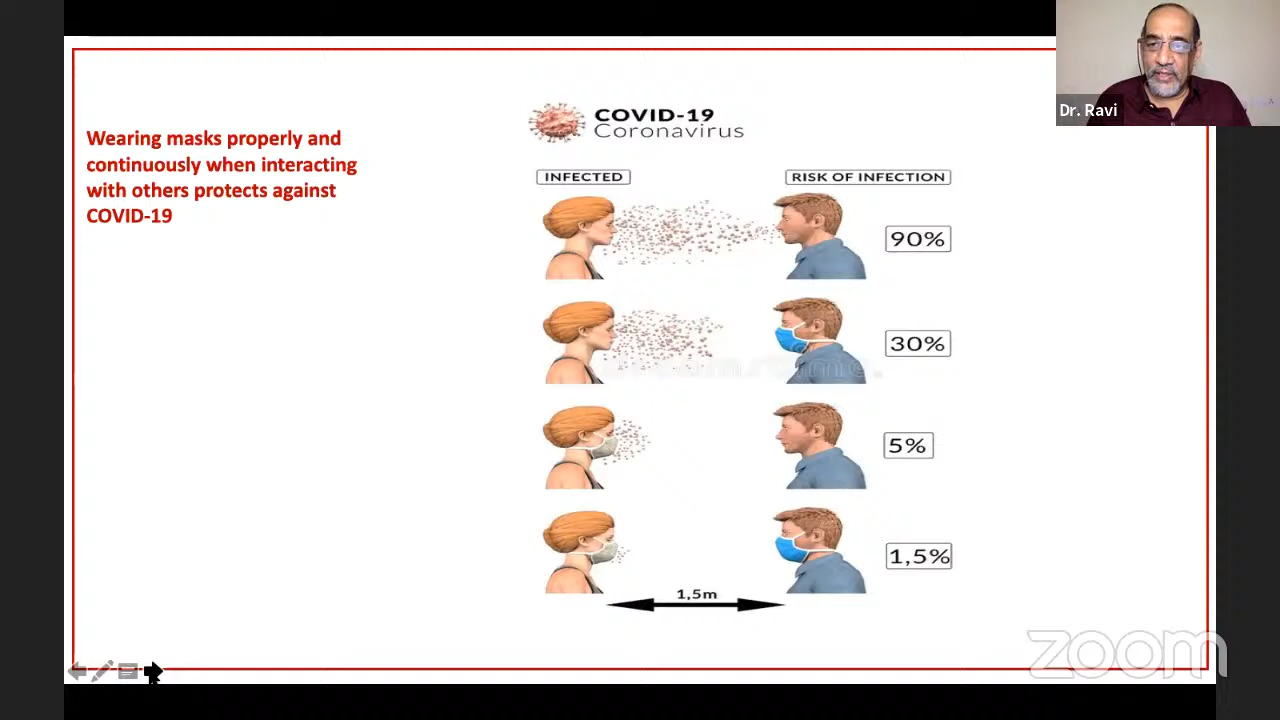 Wearing masks properly and
continuously when interacting
with others protects against
COVID-19
COVID-19
Coronavirus
INFECTED
RISK OF INFECTION
90%
30%
5%
1,5%
1,5m
Dr. Ravi
zoom